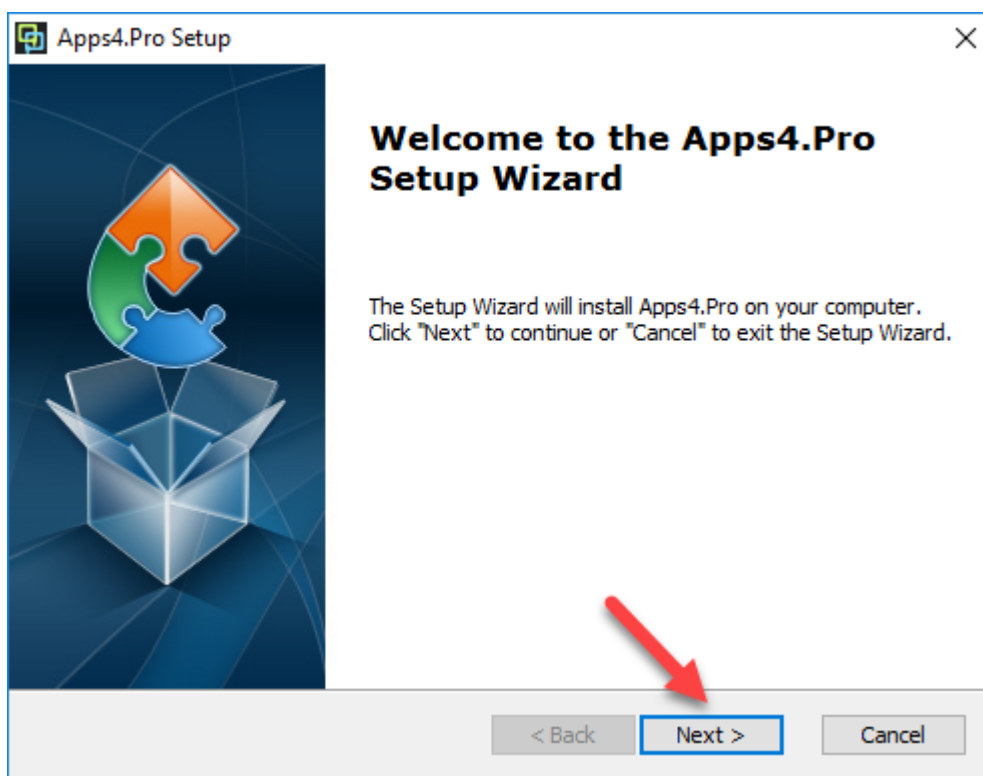 Apps4.Pro Setup
Welcome to the Apps4.Pro
Setup Wizard
The Setup Wizard will install Apps4.Pro on your computer.
Click "Next" to continue or "Cancel" to exit the Setup Wizard.
< Back Next > Cancel